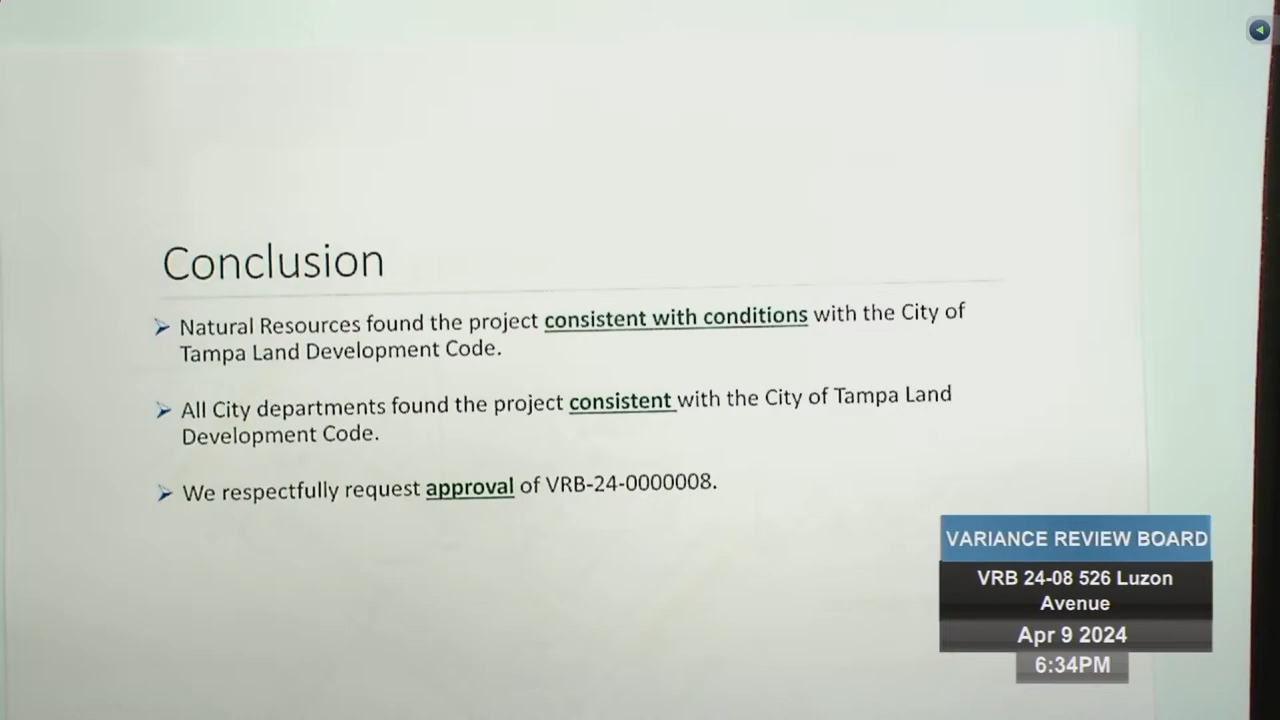 Conclusion
➢ Natural Resources found the project consistent with conditions with the City of
Tampa Land Development Code.
➢ All City departments found the project consistent with the City of Tampa Land
Development Code.
➢ We respectfully request approval of VRB-24-0000008.
VARIANCE REVIEW BOARD
VRB 24-08 526 Luzon
Avenue
Apr 9 2024
6:34PM